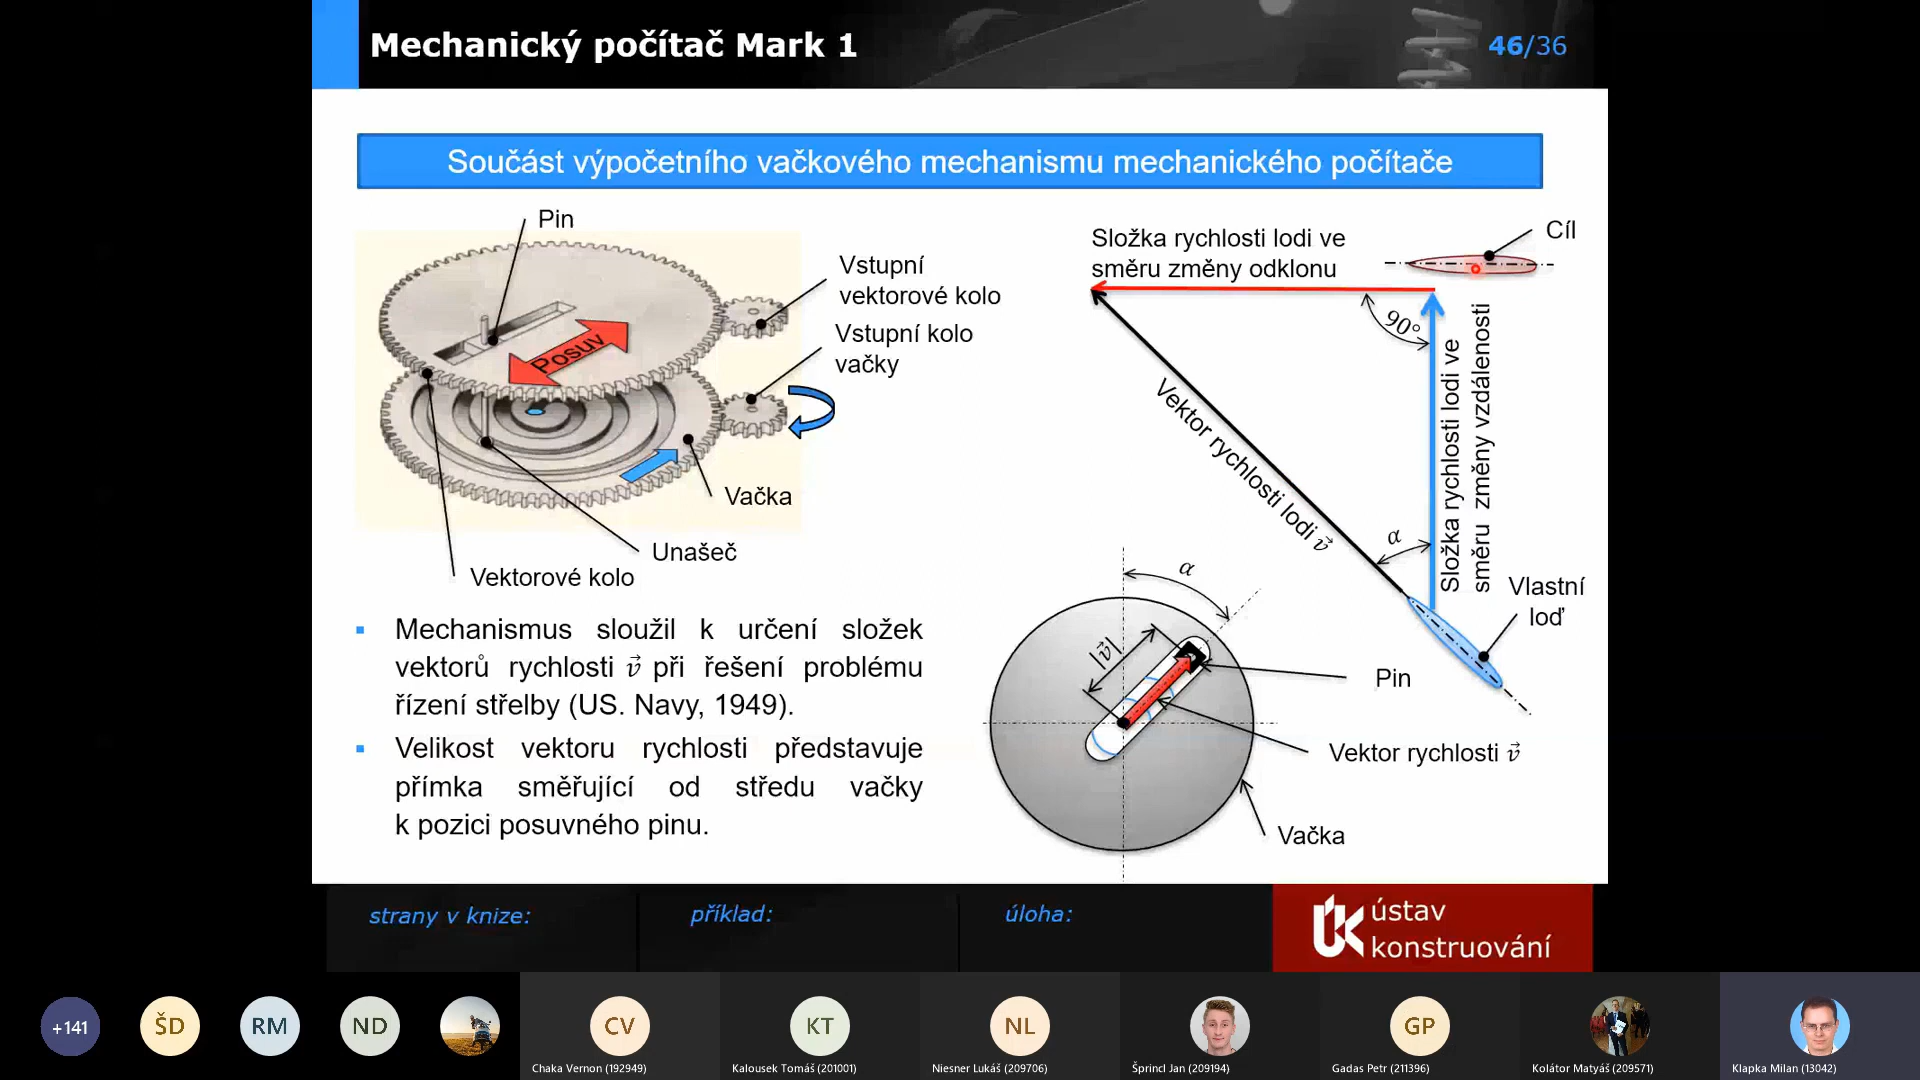 Mechanický počítač Mark 1
46/36
Součást výpočetního vačkového mechanismu mechanického počítače
Pin
Vstupní
vektorové kolo
Vstupní kolo
vačky
Posuv
Vačka
Unašeč
Vektorové kolo
Složka rychlosti lodi ve
směru změny odklonu
Cíl
90°
Složka rychlosti lodi ve
směru změny vzdálenosti
Vektor rychlosti lodi v⃗
α
Vlastní
loď
α
|v⃗|
Pin
Vektor rychlosti v⃗
Vačka
▪ Mechanismus sloužil k určení složek
vektorů rychlosti v⃗ při řešení problému
řízení střelby (US. Navy, 1949).
▪ Velikost vektoru rychlosti představuje
přímka směřující od středu vačky
k pozici posuvného pinu.
strany v knize:
příklad:
úloha:
ÚK ústav
konstruování
+141
ŠD
RM
ND
CV
KT
NL
GP
Chaka Vernon (192949)
Kalousek Tomáš (201001)
Niesner Lukáš (209706)
Šprincl Jan (209194)
Gadas Petr (211396)
Kolátor Matyáš (209571)
Klapka Milan (13042)